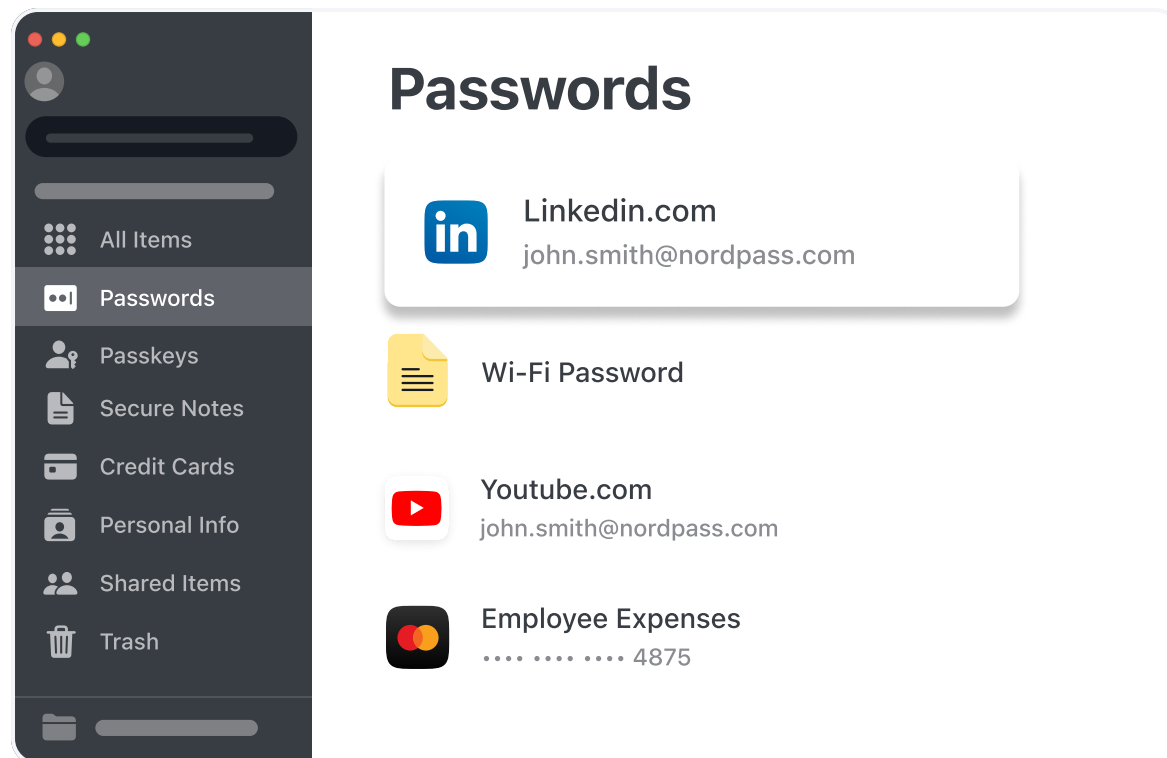 All Items
Passwords
Passkeys
Secure Notes
Credit Cards
Personal Info
Shared Items
Trash
Passwords
in
Linkedin.com
john.smith@nordpass.com
Wi-Fi Password
Youtube.com
john.smith@nordpass.com
Employee Expenses
•••• •••• •••• 4875